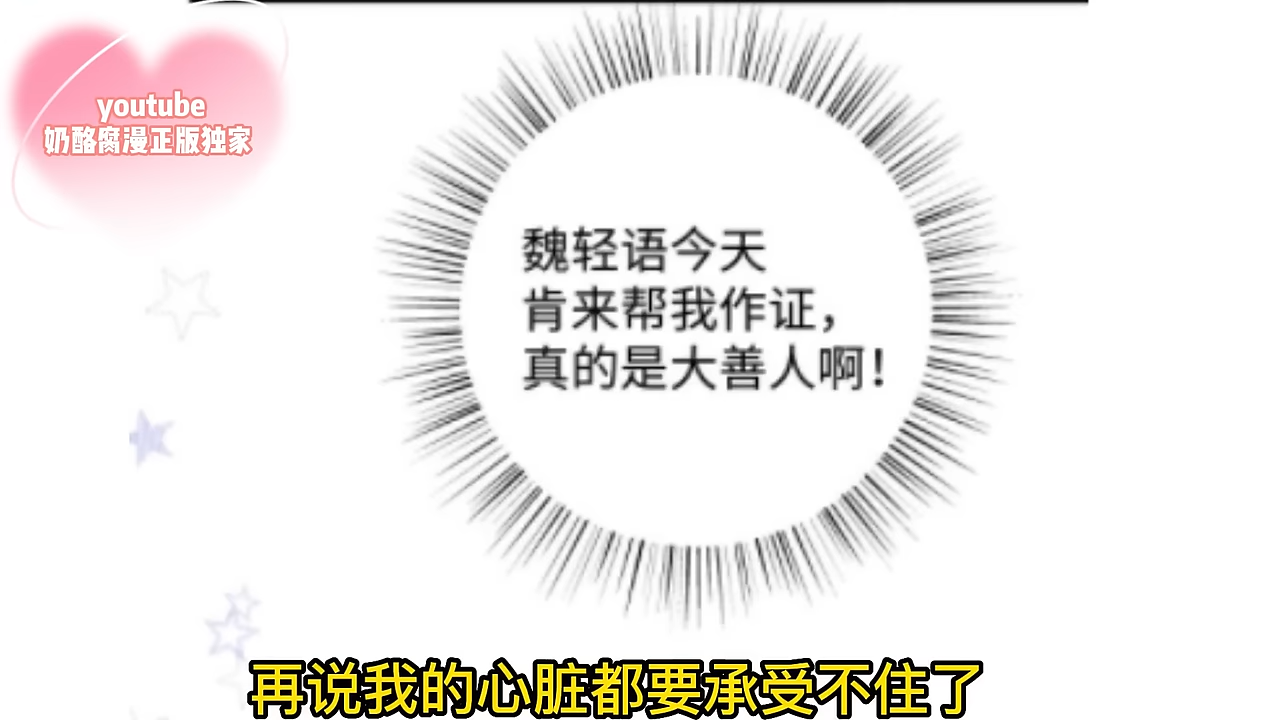 youtube
奶酪腐漫正版独家
魏轻语今天
肯来帮我作证，
真的是大善人啊！
再说我的心脏都要承受不住了